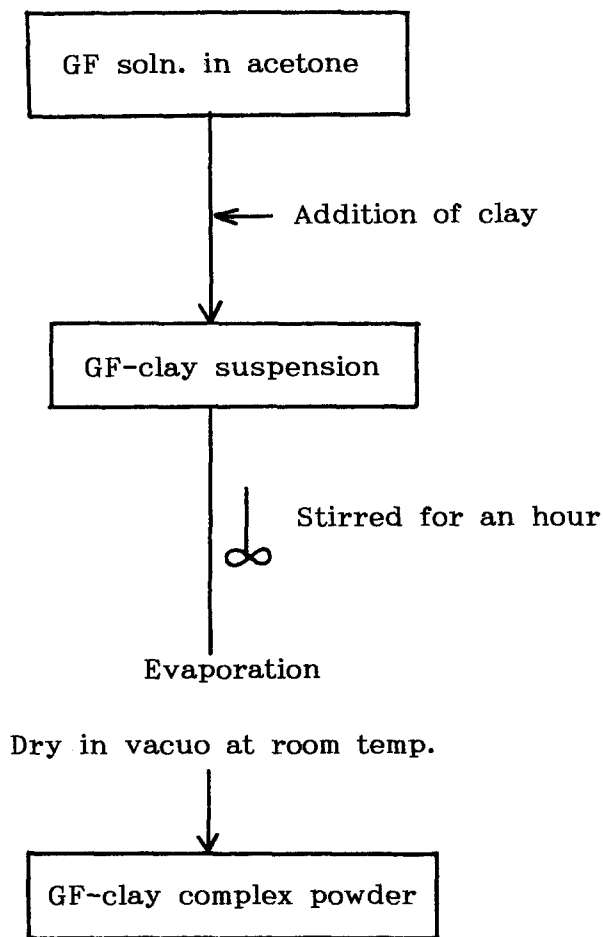 GF soln. in acetone
Addition of clay
GF-clay suspension
Stirred for an hour
Evaporation
Dry in vacuo at room temp.
GF-clay complex powder